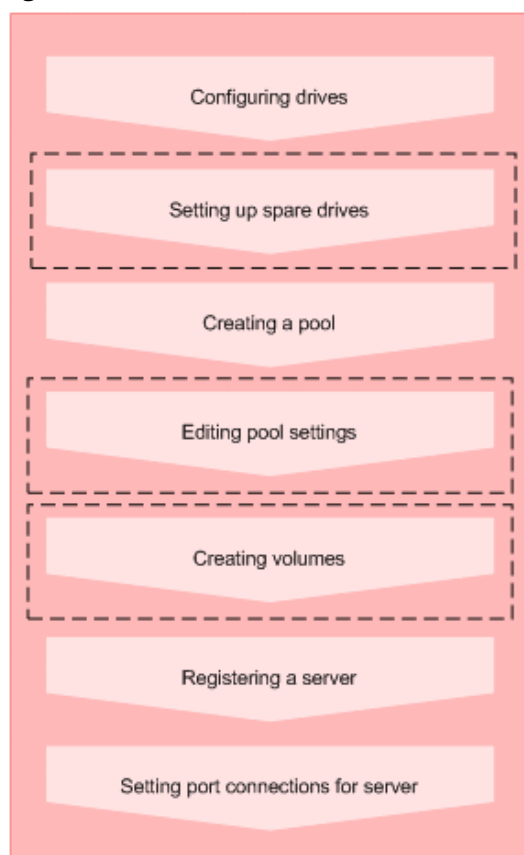 Configuring drives
Setting up spare drives
Creating a pool
Editing pool settings
Creating volumes
Registering a server
Setting port connections for server